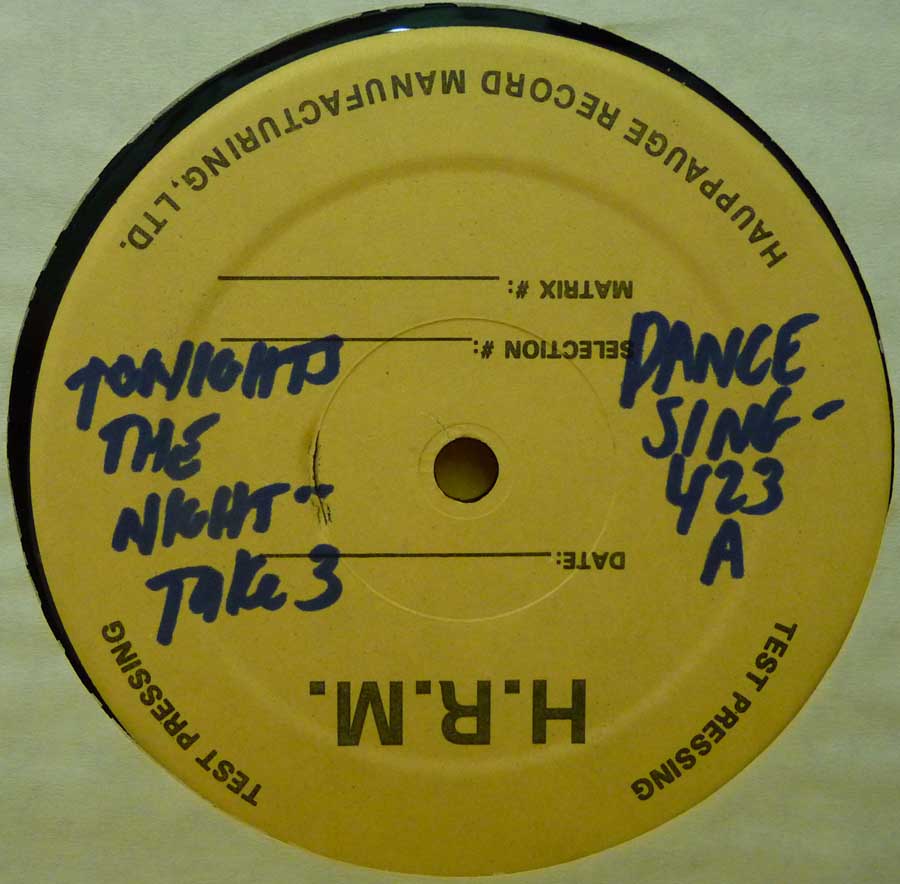 H.R.M.
TEST PRESSING
TEST PRESSING
DATE:
SELECTION #:
MATRIX #:
HAUPPAUGE RECORD MANUFACTURING, LTD.
TONIGHTS
THE
NIGHT--
TAKE 3
DANCE
SING-
423
A